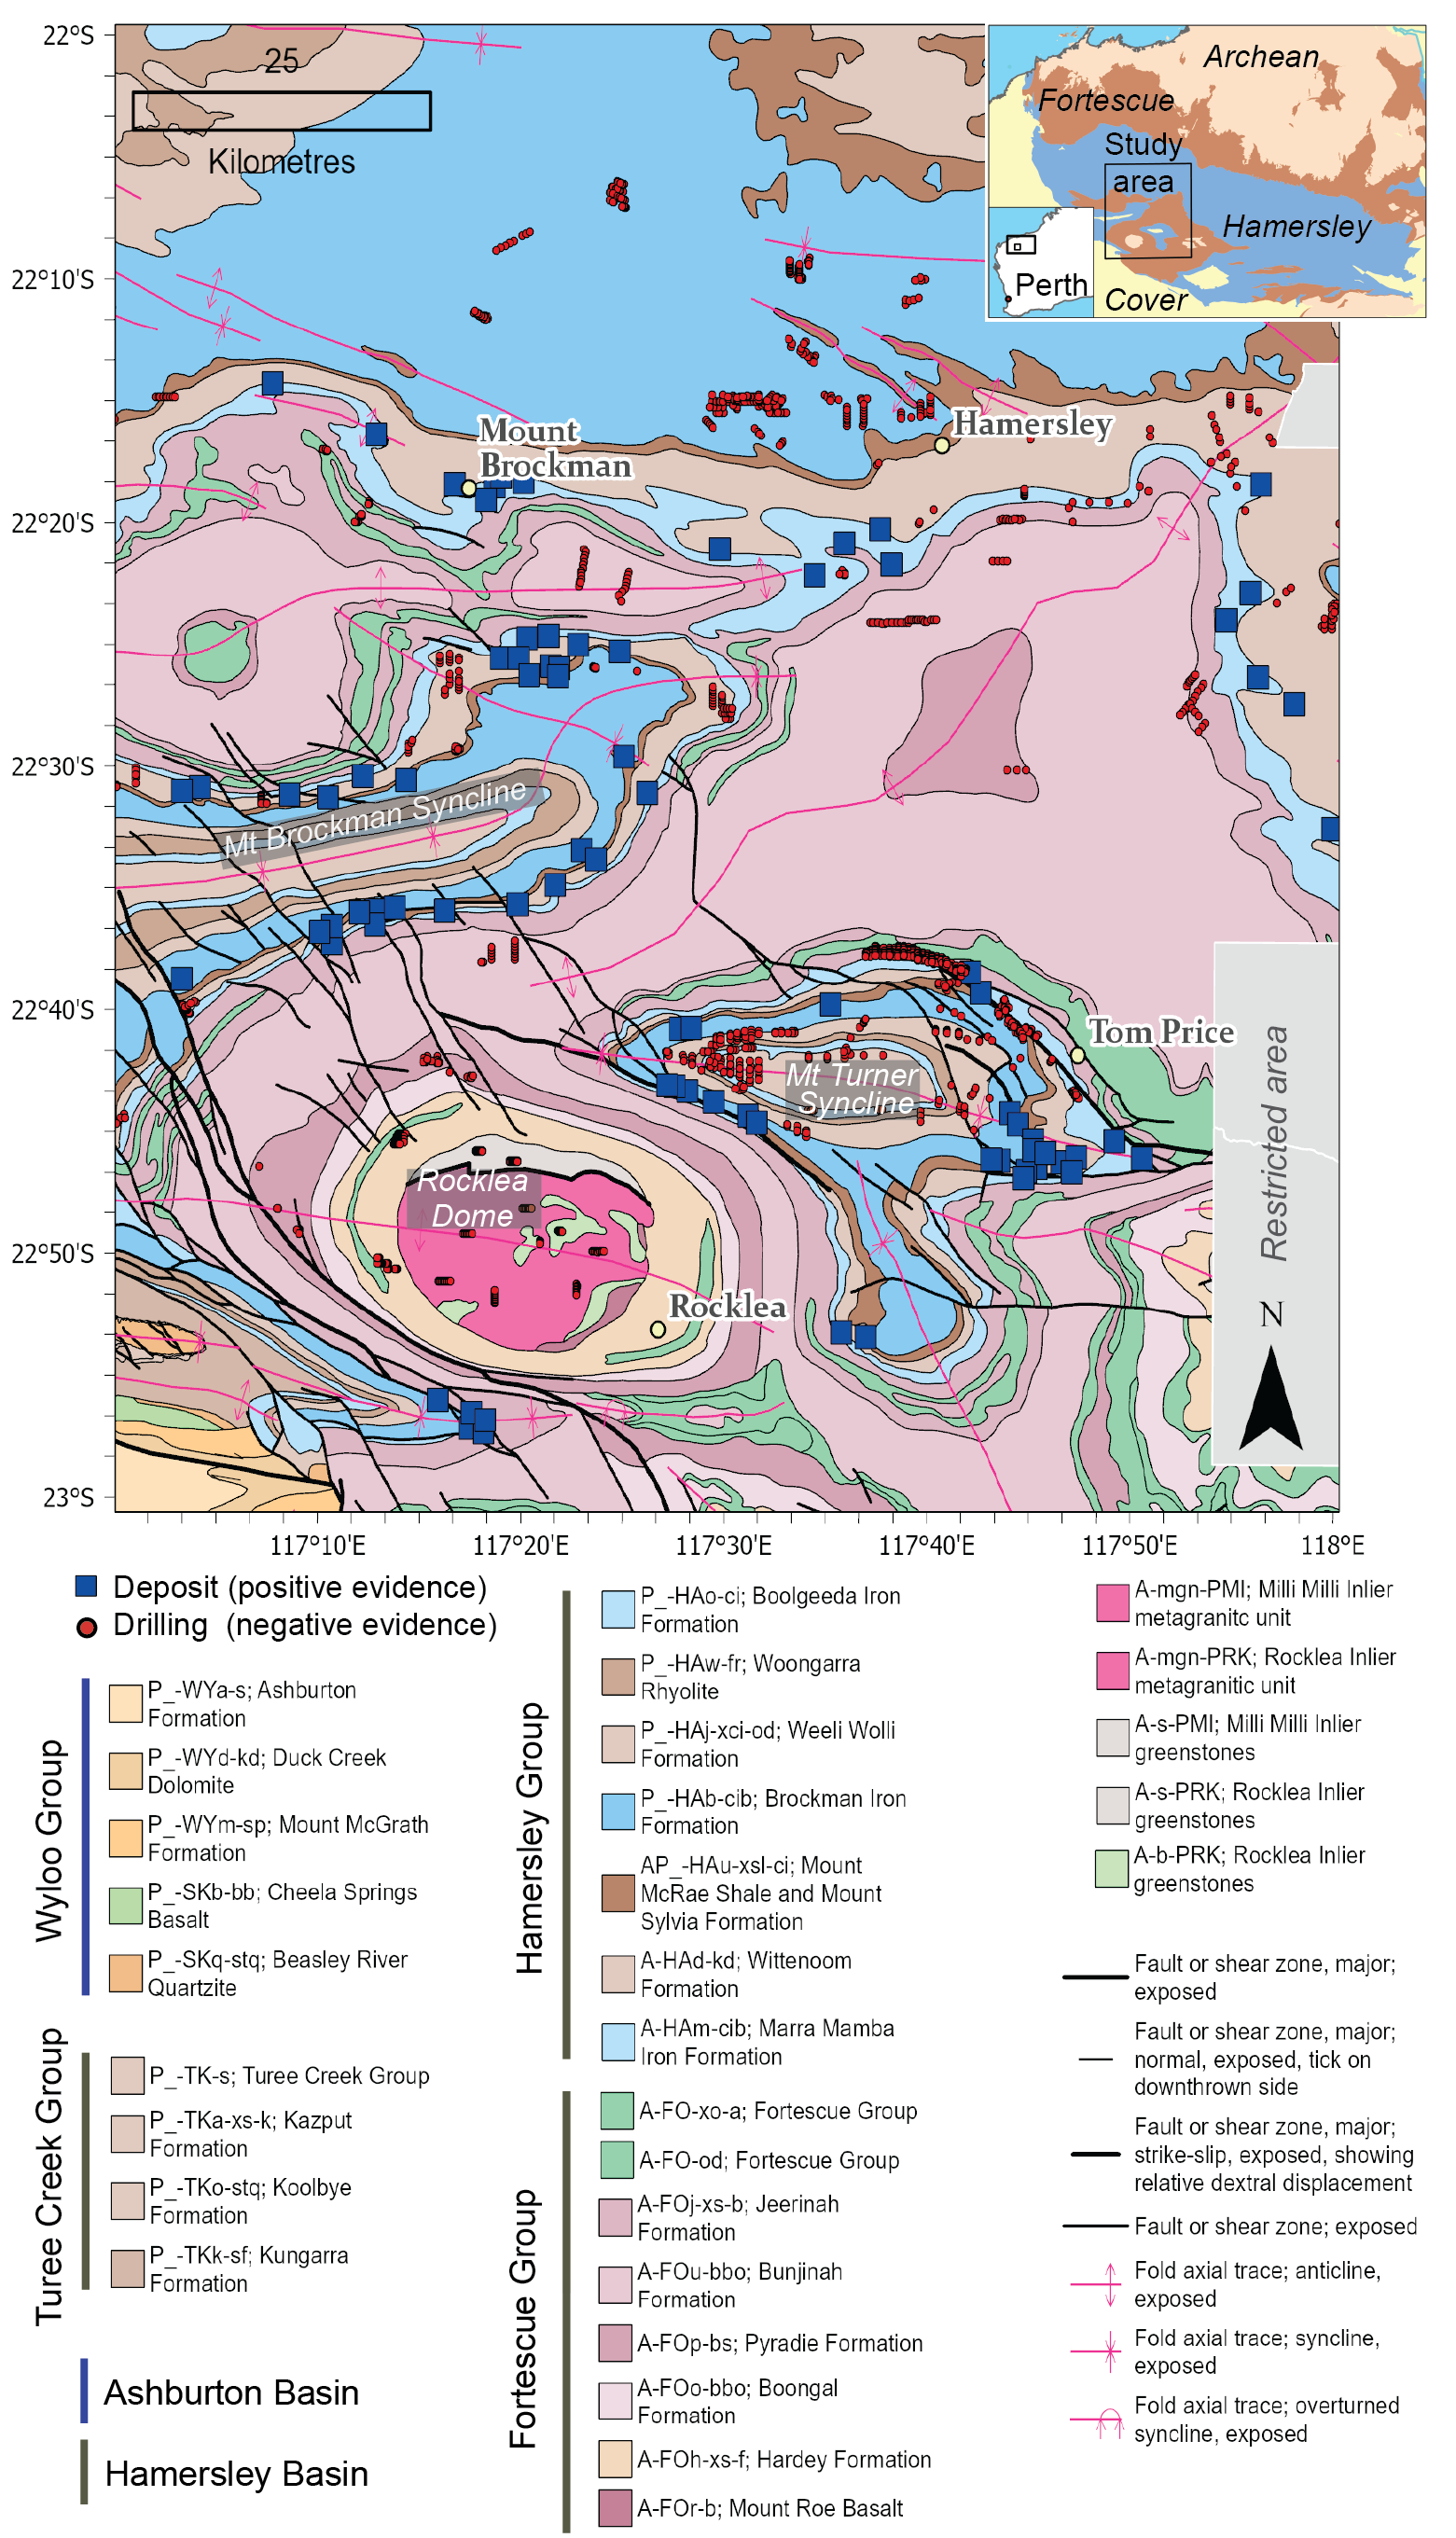 22°S
25
Kilometres
22°10'S
22°20'S
22°30'S
22°40'S
22°50'S
23°S
Archean
Fortescue
Study
area
Hamersley
Perth
Cover
Mount
Brockman
Hamersley
Mt Brockman Syncline
Tom Price
Mt Turner
Syncline
Rocklea
Dome
Rocklea
Restricted area
N
117°10'E
117°20'E
117°30'E
117°40'E
117°50'E
118°E
Deposit (positive evidence)
Drilling (negative evidence)
Wyloo Group
P_-WYa-s; Ashburton
Formation
P_-WYd-kd; Duck Creek
Dolomite
P_-WYm-sp; Mount McGrath
Formation
P_-SKb-bb; Cheela Springs
Basalt
P_-SKq-stq; Beasley River
Quartzite
Turee Creek Group
P_-TK-s; Turee Creek Group
P_-TKa-xs-k; Kazput
Formation
P_-TKo-stq; Koolbye
Formation
P_-TKk-sf; Kungarra
Formation
Ashburton Basin
Hamersley Basin
Hamersley Group
P_-HAo-ci; Boolgeeda Iron
Formation
P_-HAw-fr; Woongarra
Rhyolite
P_-HAj-xci-od; Weeli Wolli
Formation
P_-HAb-cib; Brockman Iron
Formation
AP_-HAu-xsl-ci; Mount
McRae Shale and Mount
Sylvia Formation
A-HAd-kd; Wittenoom
Formation
A-HAm-cib; Marra Mamba
Iron Formation
Fortescue Group
A-FO-xo-a; Fortescue Group
A-FO-od; Fortescue Group
A-FOj-xs-b; Jeerinah
Formation
A-FOu-bbo; Bunjinah
Formation
A-FOp-bs; Pyradie Formation
A-FOo-bbo; Boongal
Formation
A-FOh-xs-f; Hardey Formation
A-FOr-b; Mount Roe Basalt
A-mgn-PMI; Milli Milli Inlier
metagranitc unit
A-mgn-PRK; Rocklea Inlier
metagranitic unit
A-s-PMI; Milli Milli Inlier
greenstones
A-s-PRK; Rocklea Inlier
greenstones
A-b-PRK; Rocklea Inlier
greenstones
Fault or shear zone, major;
exposed
Fault or shear zone, major;
normal, exposed, tick on
downthrown side
Fault or shear zone, major;
strike-slip, exposed, showing
relative dextral displacement
Fault or shear zone; exposed
Fold axial trace; anticline,
exposed
Fold axial trace; syncline,
exposed
Fold axial trace; overturned
syncline, exposed